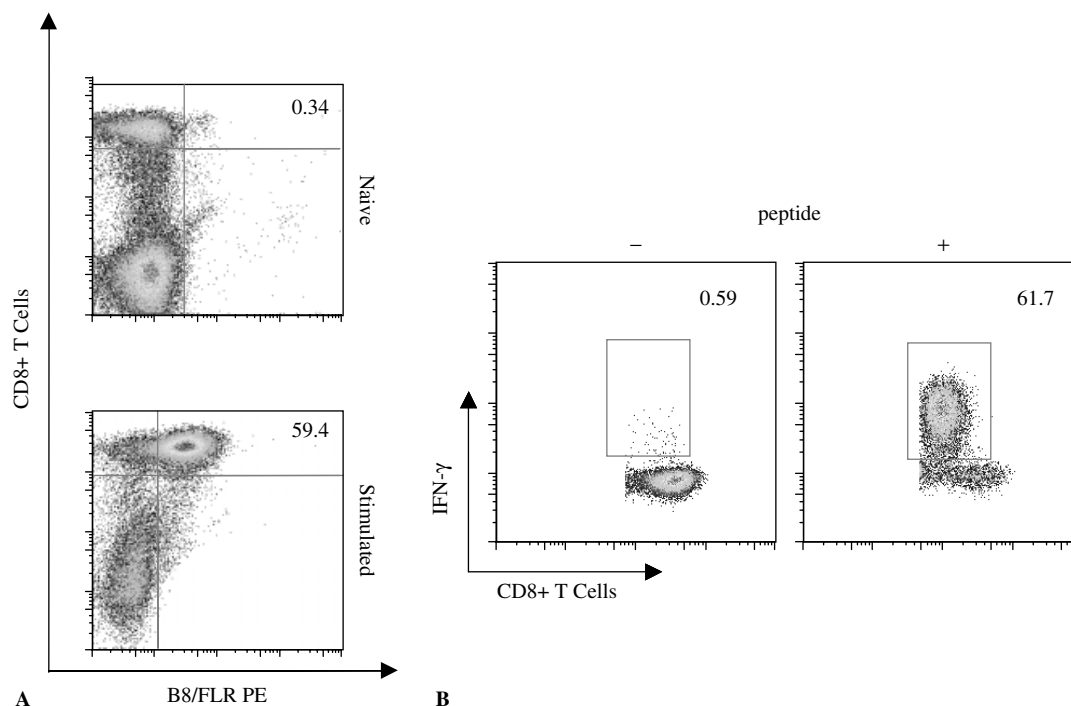 0.34
Naive
CD8+ T Cells
59.4
Stimulated
B8/FLR PE
A
peptide
− +
0.59
61.7
IFN-γ
CD8+ T Cells
B